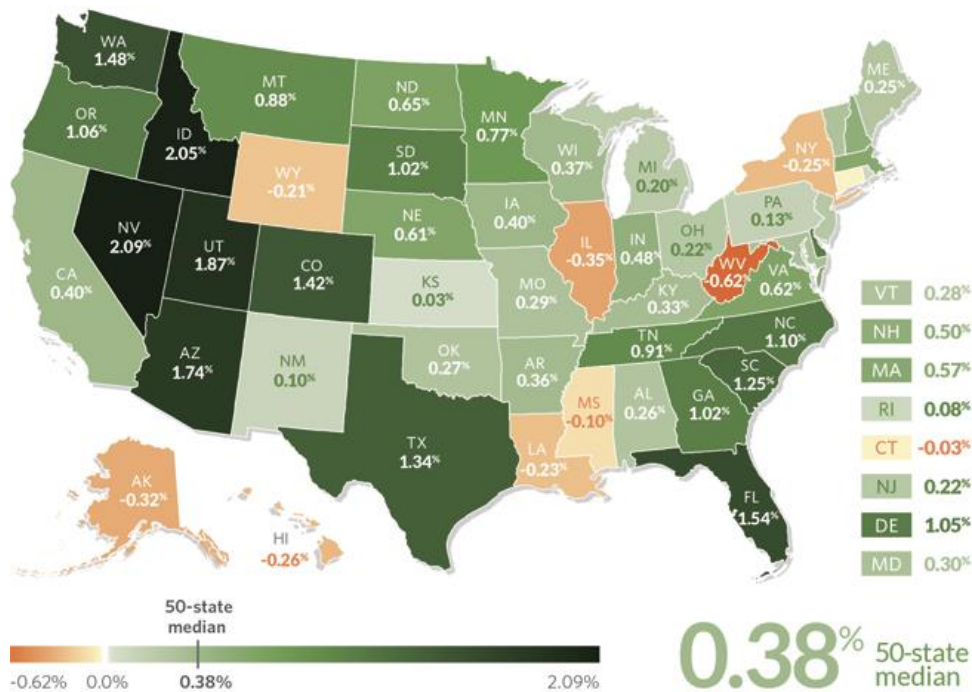 WA
1.48%
MT
0.88%
ND
0.65%
MN
0.77%
ME
0.25%
OR
1.06%
ID
2.05%
WY
-0.21%
SD
1.02%
WI
0.37%
MI
0.20%
NY
-0.25%
NV
2.09%
UT
1.87%
CO
1.42%
NE
0.61%
IA
0.40%
IL
-0.35%
IN
0.48%
OH
0.22%
PA
0.13%
WV
-0.62%
VA
0.62%
CA
0.40%
KS
0.03%
MO
0.29%
KY
0.33%
AZ
1.74%
NM
0.10%
OK
0.27%
AR
0.36%
TN
0.91%
NC
1.10%
SC
1.25%
MS
-0.10%
AL
0.26%
GA
1.02%
TX
1.34%
LA
-0.23%
FL
1.54%
AK
-0.32%
HI
-0.26%
VT 0.28%
NH 0.50%
MA 0.57%
RI 0.08%
CT -0.03%
NJ 0.22%
DE 1.05%
MD 0.30%
50-state
median
-0.62% 0.0% 0.38% 2.09%
0.38% 50-state
median